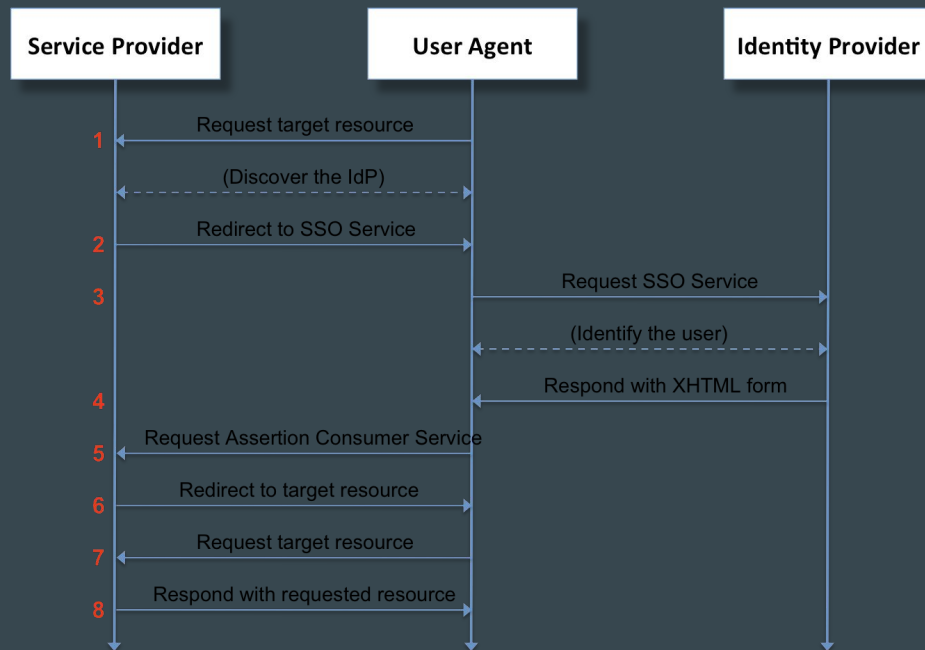 Service Provider
User Agent
Identity Provider
1 Request target resource
(Discover the IdP)
2 Redirect to SSO Service
3 Request SSO Service
(Identify the user)
4 Respond with XHTML form
5 Request Assertion Consumer Service
6 Redirect to target resource
7 Request target resource
8 Respond with requested resource